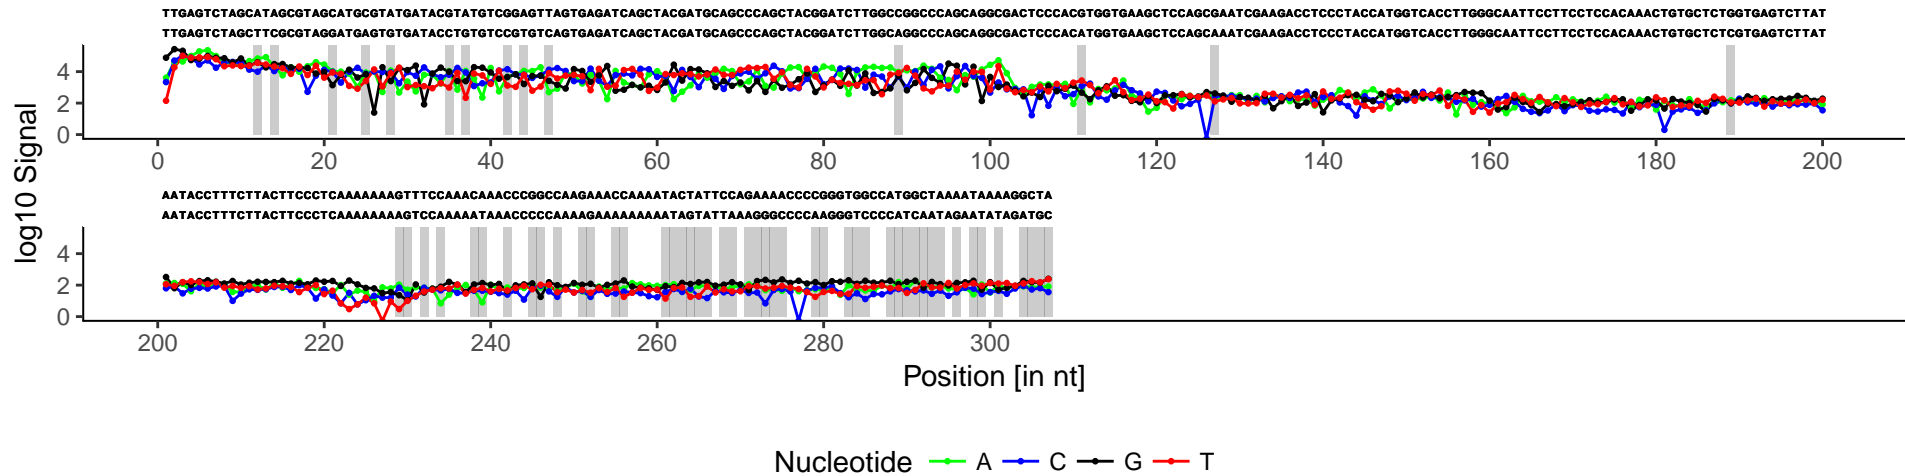 TTGAGTCTAGCATAGCGTAGCATGCGTATGATACGTATGTCGGAGTTAGTGAGATCAGCTACGATGCAGCCCAGCTACGGATCTTGGCCGGCCCAGCAGGCGACTCCCACGTGGTGAAGCTCCAGCGAATCGAAGACCTCCCTACCATGGTCACCTTGGGCAATTCCTTCCTCCACAAACTGTGCTCTGGTGAGTCTTAT
TTGAGTCTAGCTTCGCGTAGGATGAGTGTGATACCTGTGTCCGTGTCAGTGAGATCAGCTACGATGCAGCCCAGCTACGGATCTTGGCAGGCCCAGCAGGCGACTCCCACATGGTGAAGCTCCAGCAAATCGAAGACCTCCCTACCATGGTCACCTTGGGCAATTCCTTCCTCCACAAACTGTGCTCTCGTGAGTCTTAT
4
2
0
0 20 40 60 80 100 120 140 160 180 200
log10 Signal
AATACCTTTCTTACTTCCCTCAAAAAAAGTTTCCAAACAAACCCGGCCAAGAAACCAAAATACTATTCCAGAAAACCCCGGGTGGCCATGGCTAAAATAAAAGGCTA
AATACCTTTCTTACTTCCCTCAAAAAAAAGTCCAAAAATAAACCCCCAAAAGAAAAAAAAATAGTATTAAAGGGCCCCAAGGGTCCCCATCAATAGAATATAGATGC
4
2
0
200 220 240 260 280 300
Position [in nt]
Nucleotide A C G T